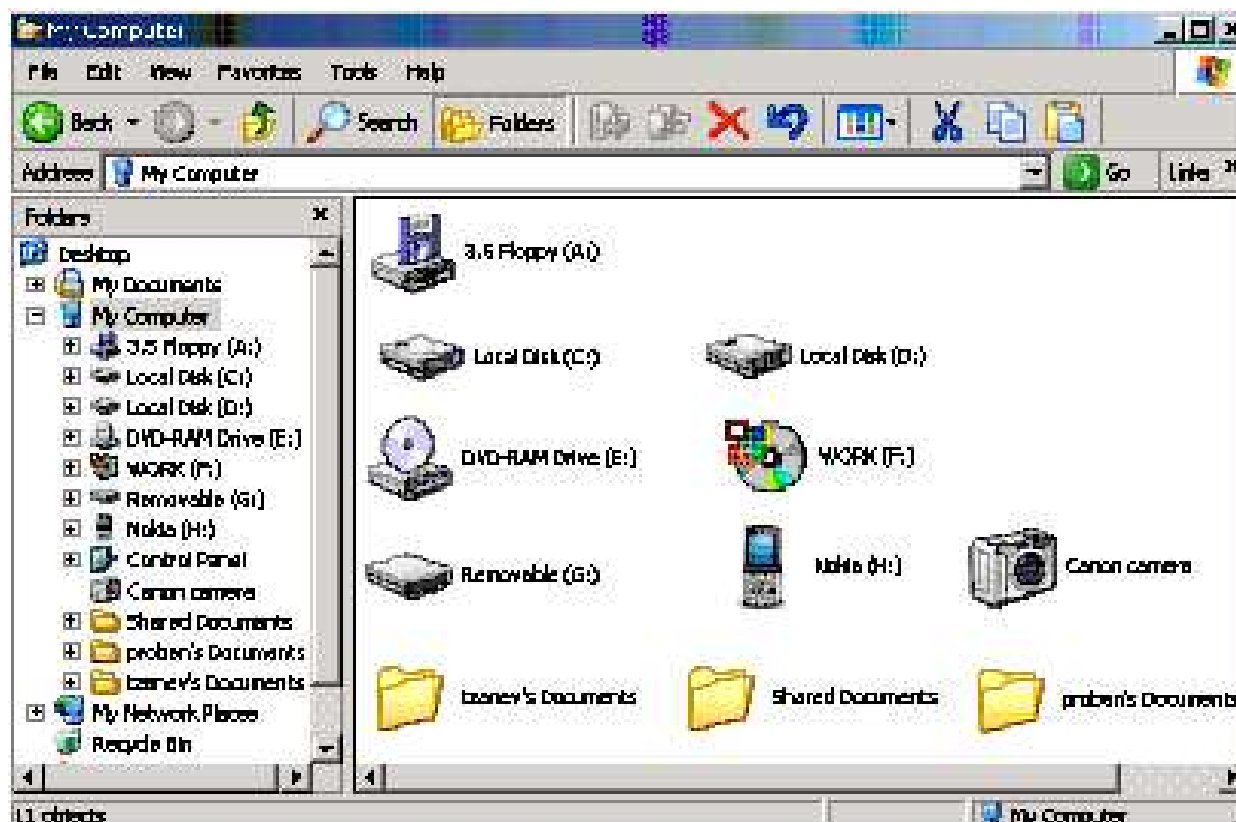 My Computer
File Edit View Favorites Tools Help
Back Search Folders
Address My Computer Go Links
Folders
Desktop
My Documents
My Computer
3.5 Floppy (A:)
Local Disk (C:)
Local Disk (D:)
DVD-RAM Drive (E:)
WORK (F:)
Removable (G:)
Nokia (H:)
Control Panel
Canon camera
Shared Documents
proben's Documents
Documents
My Network Places
Recycle Bin
3.5 Floppy (A:)
Local Disk (C:) Local Disk (D:)
DVD-RAM Drive (E:) WORK (F:)
Removable (G:) Nokia (H:) Canon camera
Documents Shared Documents proben's Documents
11 objects My Computer